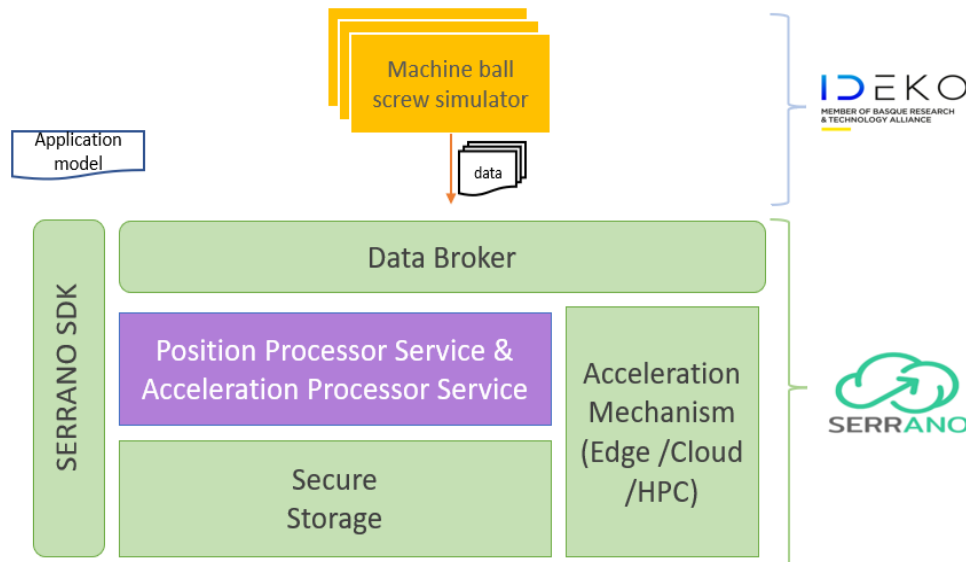 Machine ball
screw simulator
IDEKO
MEMBER OF BASQUE RESEARCH
& TECHNOLOGY ALLIANCE
Application
model
data
SERRANO SDK
Data Broker
Position Processor Service &
Acceleration Processor Service
Acceleration
Mechanism
(Edge /Cloud
/HPC)
SERRANO
Secure
Storage